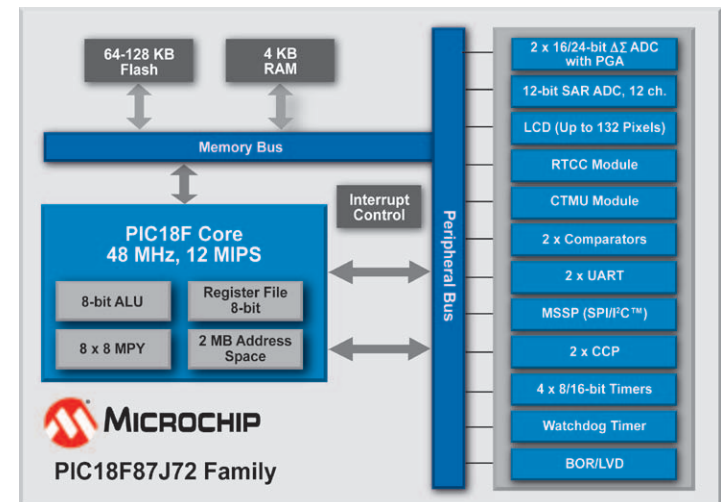 64-128 KB
Flash
4 KB
RAM
Memory Bus
PIC18F Core
48 MHz, 12 MIPS
8-bit ALU
Register File
8-bit
8 x 8 MPY
2 MB Address
Space
Interrupt
Control
Peripheral Bus
2 x 16/24-bit ΔΣ ADC
with PGA
12-bit SAR ADC, 12 ch.
LCD (Up to 132 Pixels)
RTCC Module
CTMU Module
2 x Comparators
2 x UART
MSSP (SPI/I²C™)
2 x CCP
4 x 8/16-bit Timers
Watchdog Timer
BOR/LVD
MICROCHIP
PIC18F87J72 Family